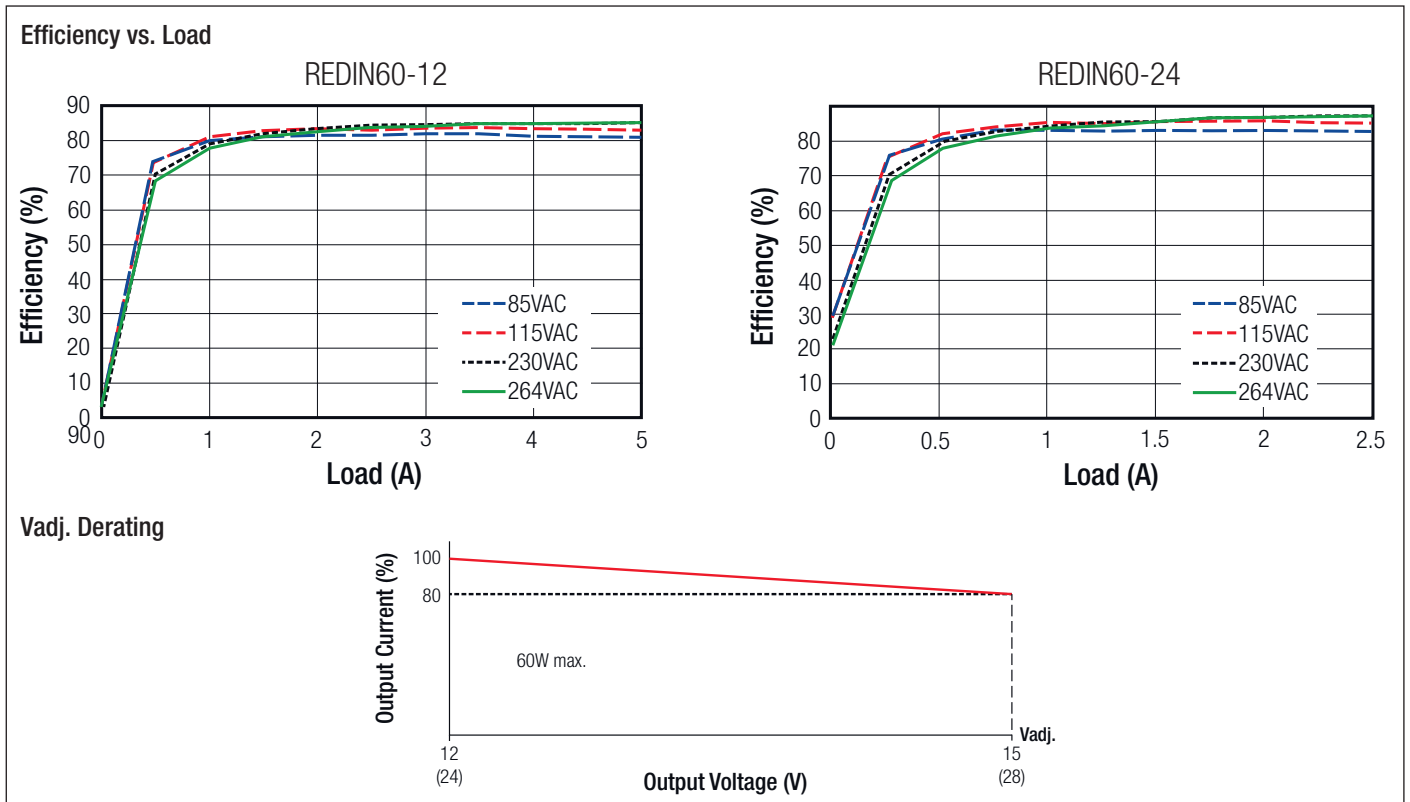 Efficiency vs. Load
REDIN60-12
90
80
70
60
50
40
30
20
10
0
90
0 1 2 3 4 5
Efficiency (%)
Load (A)
85VAC
115VAC
230VAC
264VAC
REDIN60-24
80
70
60
50
40
30
20
10
0
0 0.5 1 1.5 2 2.5
Efficiency (%)
Load (A)
85VAC
115VAC
230VAC
264VAC
Vadj. Derating
Output Current (%)
100
80
60W max.
Vadj.
12 15
(24) (28)
Output Voltage (V)